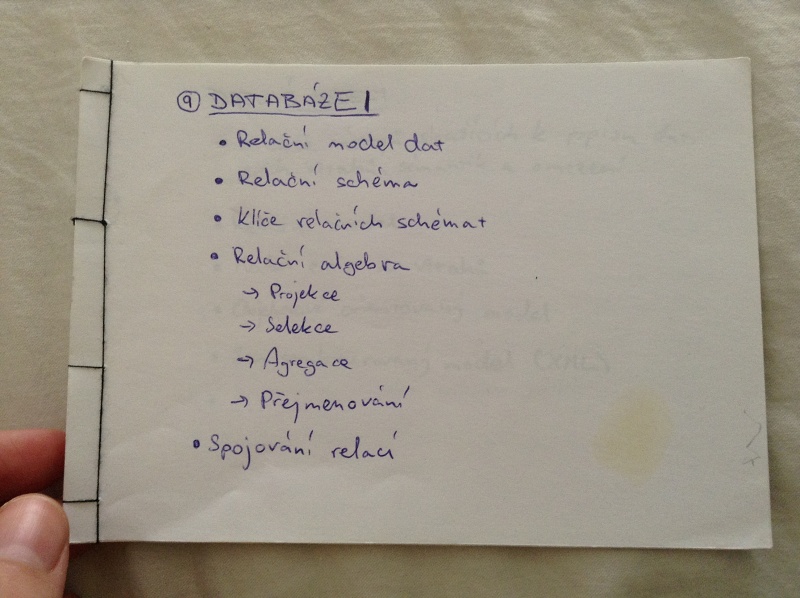 9 DATABÁZE I
• Relační model dat
• Relační schéma
• Klíče relačních schémat
• Relační algebra
→ Projekce
→ Selekce
→ Agregace
→ Přejmenování
• Spojování relací